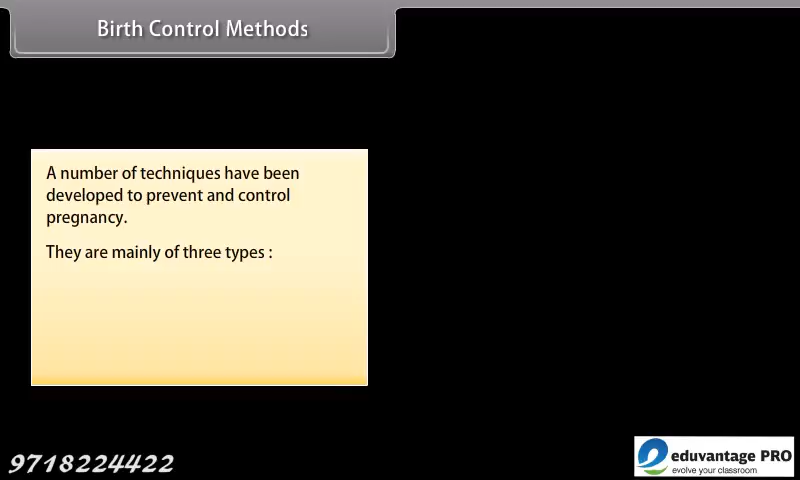 Birth Control Methods
A number of techniques have been
developed to prevent and control
pregnancy.
They are mainly of three types :
9718224422
eduvantage PRO
evolve your classroom